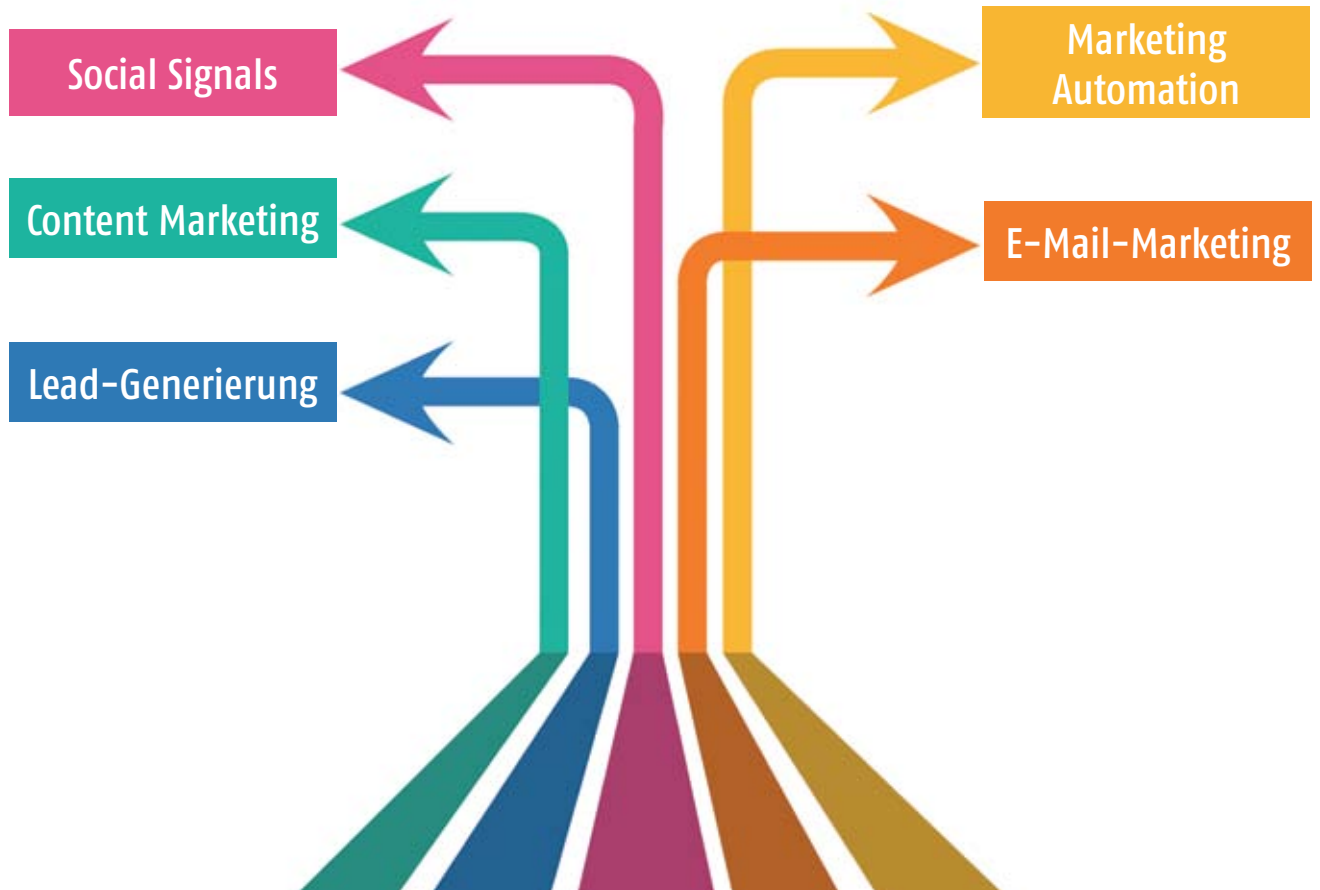 Social Signals
Content Marketing
Lead-Generierung
Marketing
Automation
E-Mail-Marketing